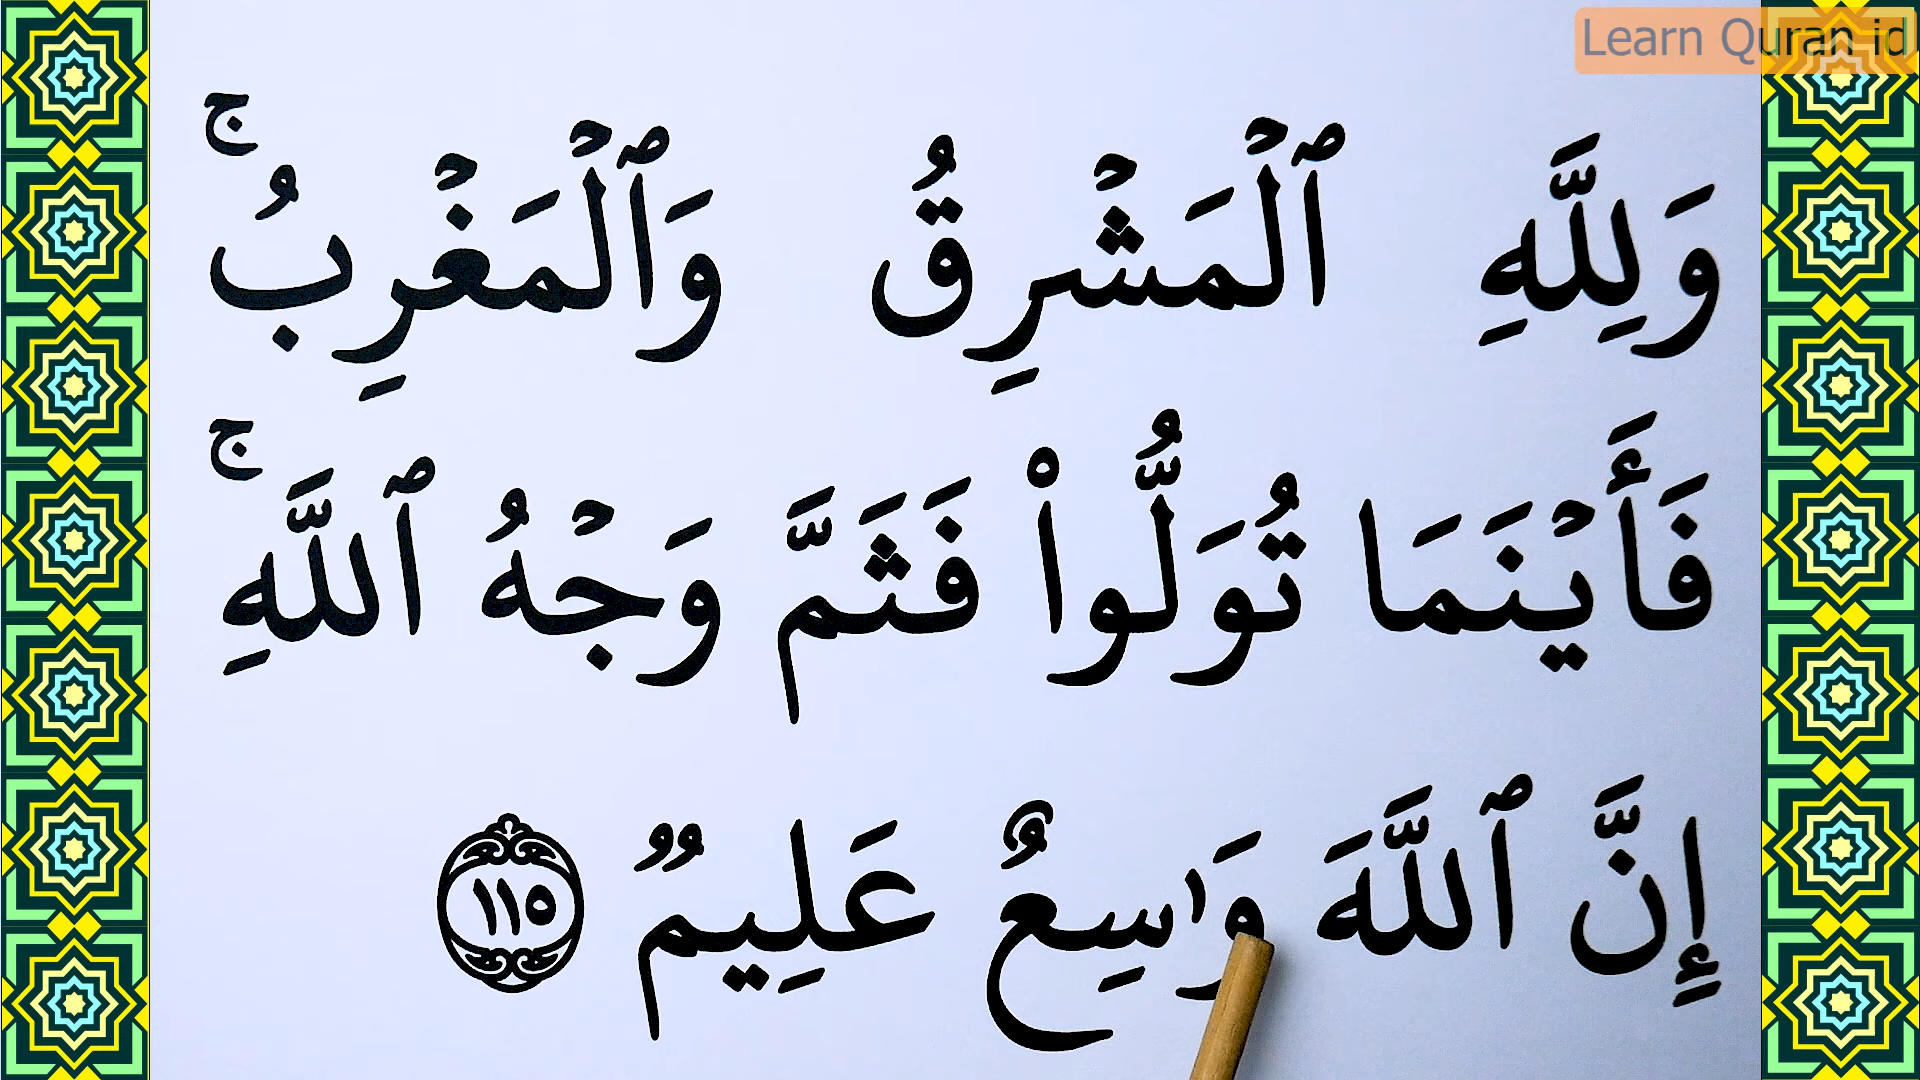 Learn Quran id
وَلِلَّهِ ٱلْمَشْرِقُ وَٱلْمَغْرِبُ ۚ
فَأَيْنَمَا تُوَلُّوا۟ فَثَمَّ وَجْهُ ٱللَّهِ ۚ
إِنَّ ٱللَّهَ وَٰسِعٌ عَلِيمٌ ١١٥